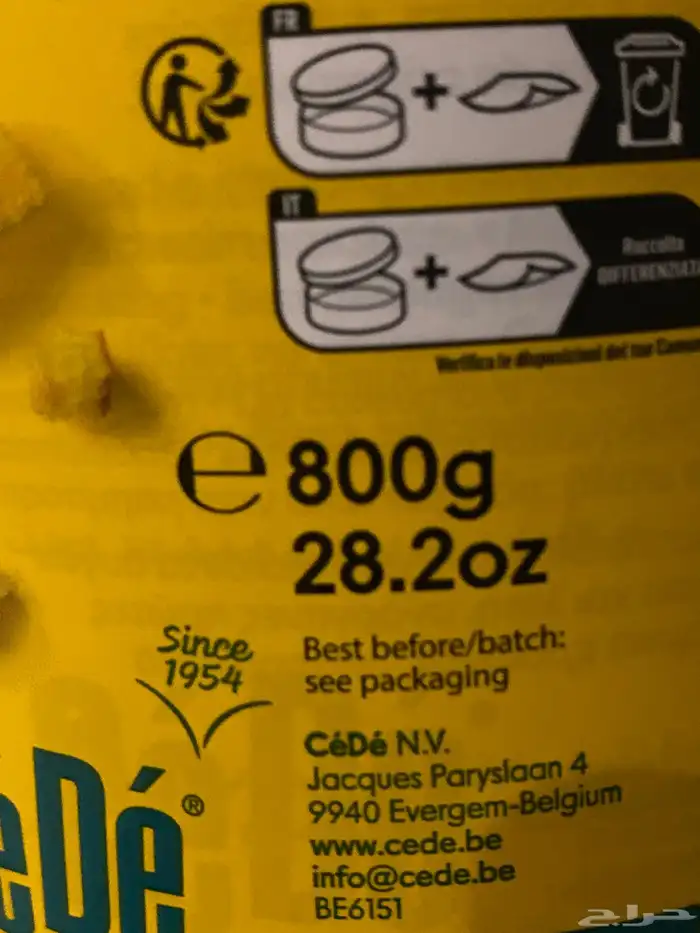 FR
IT
Raccolta
DIFFERENZIATA
Verifica le disposizioni del tuo Comune
℮ 800g
28.2oz
Since
1954
Best before/batch:
see packaging
CéDé N.V.
Jacques Paryslaan 4
9940 Evergem-Belgium
www.cede.be
info@cede.be
BE6151
éDé®
حراج